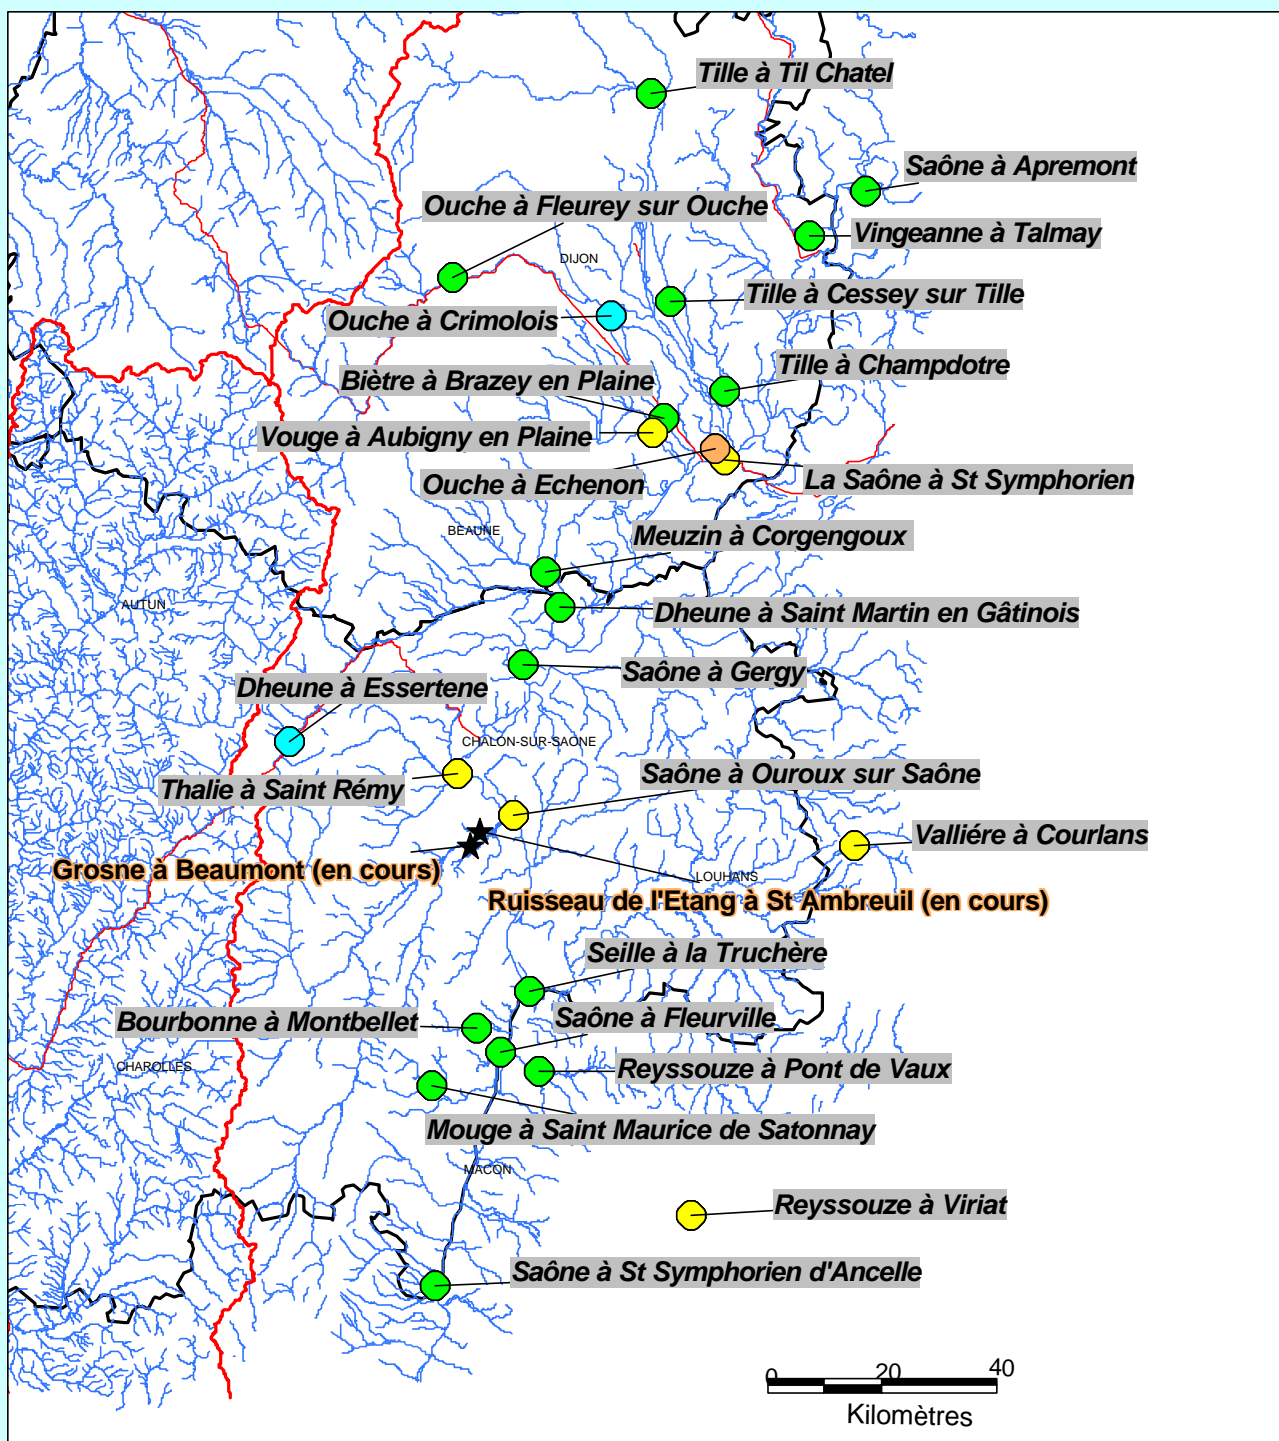 Tille à Til Chatel
Saône à Apremont
Ouche à Fleurey sur Ouche
Vingeanne à Talmay
DIJON
Tille à Cessey sur Tille
Ouche à Crimolois
Tille à Champdotre
Biètre à Brazey en Plaine
Vouge à Aubigny en Plaine
Ouche à Echenon
La Saône à St Symphorien
BEAUNE
Meuzin à Corgengoux
AUTUN
Dheune à Saint Martin en Gâtinois
Saône à Gergy
Dheune à Essertene
CHALON-SUR-SAONE
Saône à Ouroux sur Saône
Thalie à Saint Rémy
Valliére à Courlans
Grosne à Beaumont (en cours)
LOUHANS
Ruisseau de l'Etang à St Ambreuil (en cours)
Seille à la Truchère
Bourbonne à Montbellet
Saône à Fleurville
CHAROLLES
Reyssouze à Pont de Vaux
Mouge à Saint Maurice de Satonnay
MACON
Reyssouze à Viriat
Saône à St Symphorien d'Ancelle
0 20 40
Kilomètres